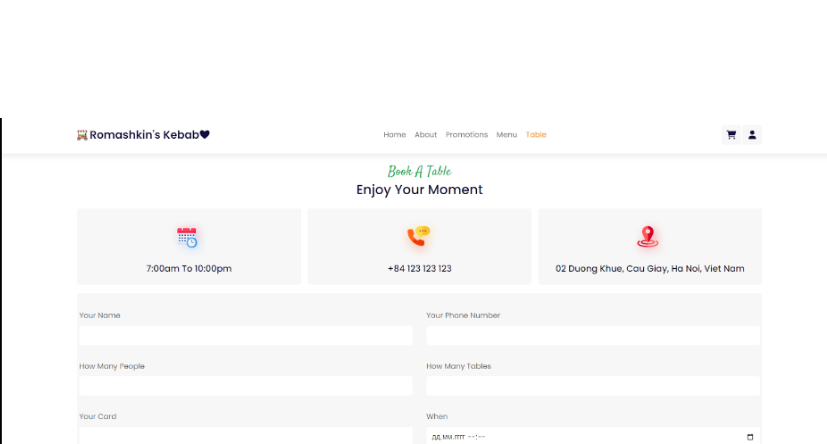 Romashkin's Kebab🖤
Home About Promotions Menu Table
Book A Table
Enjoy Your Moment
7:00am To 10:00pm
+84 123 123 123
02 Duong Khue, Cau Giay, Ha Noi, Viet Nam
Your Name
Your Phone Number
How Many People
How Many Tables
Your Card
When
дд.мм.гггг --:--